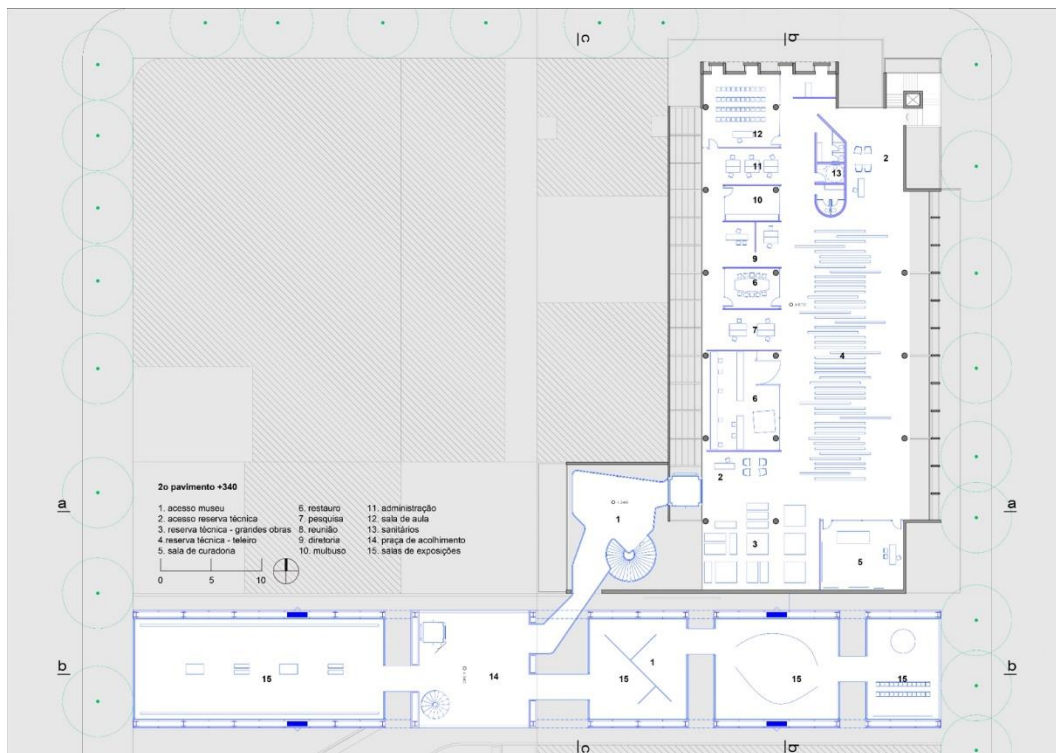 c
b
12
2
11
13
10
9
6
7
4
6
2
a
a
2o pavimento +340
1. acesso museu
2. acesso reserva técnica
3. reserva técnica - grandes obras
4. reserva técnica - teleiro
5. sala de curadoria
6. restauro
7. pesquisa
8. reunião
9. diretoria
10. multiuso
11. administração
12. sala de aula
13. sanitários
14. praça de acolhimento
15. salas de exposições
0 5 10
1
3
5
b
b
15
14
15
1
15
15
c
b